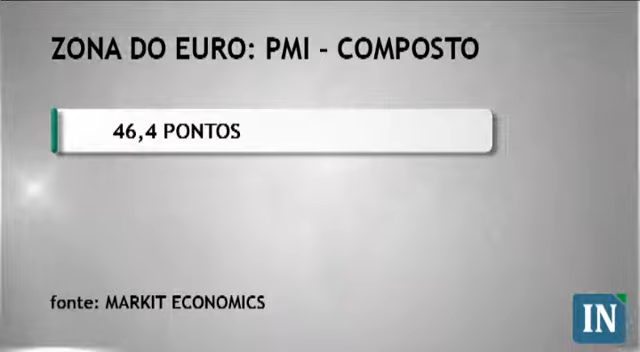 ZONA DO EURO: PMI - COMPOSTO
46,4 PONTOS
fonte: MARKIT ECONOMICS
IN